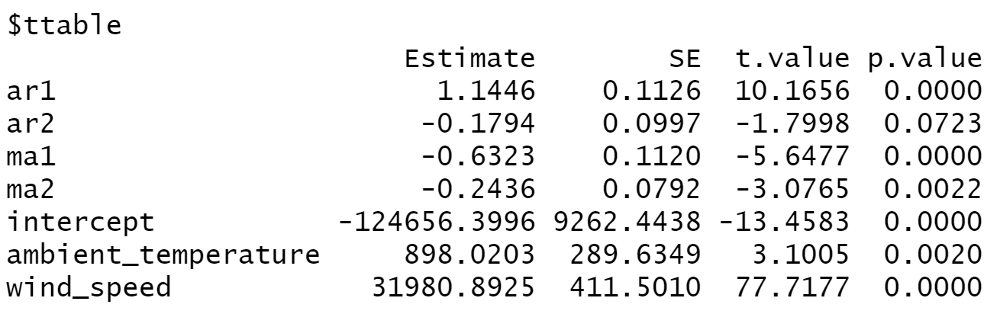 $ttable
Estimate SE t.value p.value
ar1 1.1446 0.1126 10.1656 0.0000
ar2 -0.1794 0.0997 -1.7998 0.0723
ma1 -0.6323 0.1120 -5.6477 0.0000
ma2 -0.2436 0.0792 -3.0765 0.0022
intercept -124656.3996 9262.4438 -13.4583 0.0000
ambient_temperature 898.0203 289.6349 3.1005 0.0020
wind_speed 31980.8925 411.5010 77.7177 0.0000